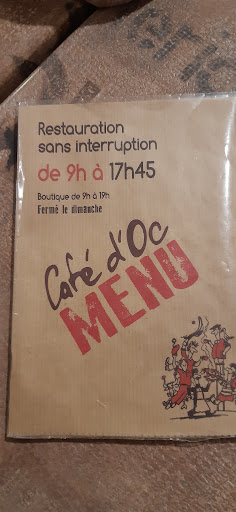 Restauration
sans interruption
de 9h à 17h45
Boutique de 9h à 19h
Fermé le dimanche
Café d'Oc
MENU